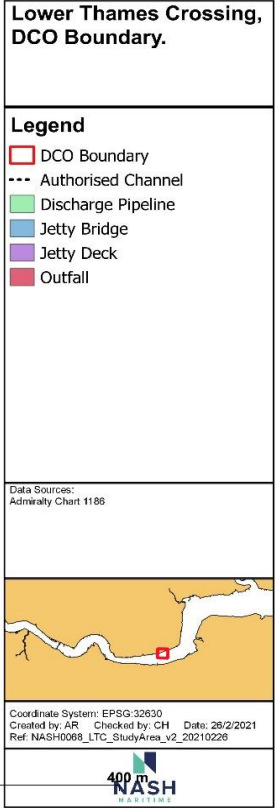 Lower Thames Crossing,
DCO Boundary.
Legend
DCO Boundary
Authorised Channel
Discharge Pipeline
Jetty Bridge
Jetty Deck
Outfall
Data Sources:
Admiralty Chart 1186
Coordinate System: EPSG:32630
Created by: AR Checked by: CH Date: 26/2/2021
Ref: NASH0068_LTC_StudyArea_v2_20210226
400 m
NASH
MARITIME